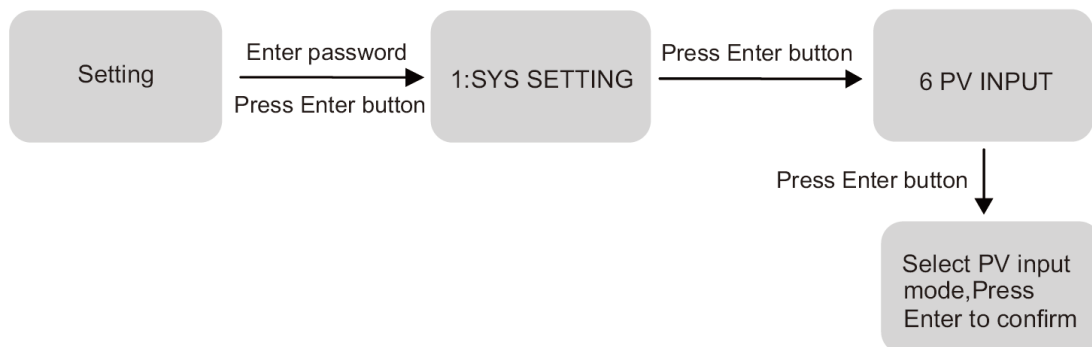 Setting
Enter password
Press Enter button
1:SYS SETTING
Press Enter button
6 PV INPUT
Press Enter button
Select PV input
mode,Press
Enter to confirm